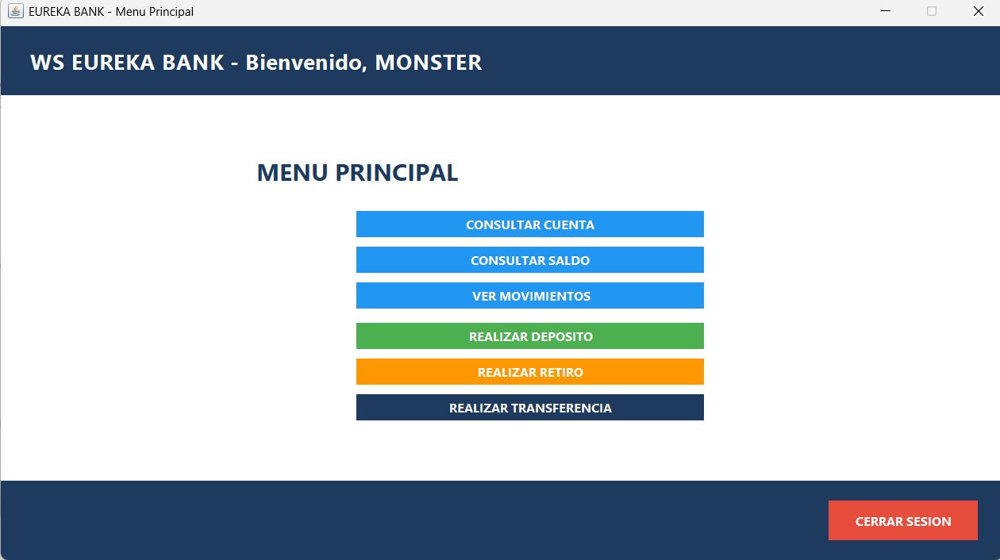 EUREKA BANK - Menu Principal
WS EUREKA BANK - Bienvenido, MONSTER
MENU PRINCIPAL
CONSULTAR CUENTA
CONSULTAR SALDO
VER MOVIMIENTOS
REALIZAR DEPOSITO
REALIZAR RETIRO
REALIZAR TRANSFERENCIA
CERRAR SESION